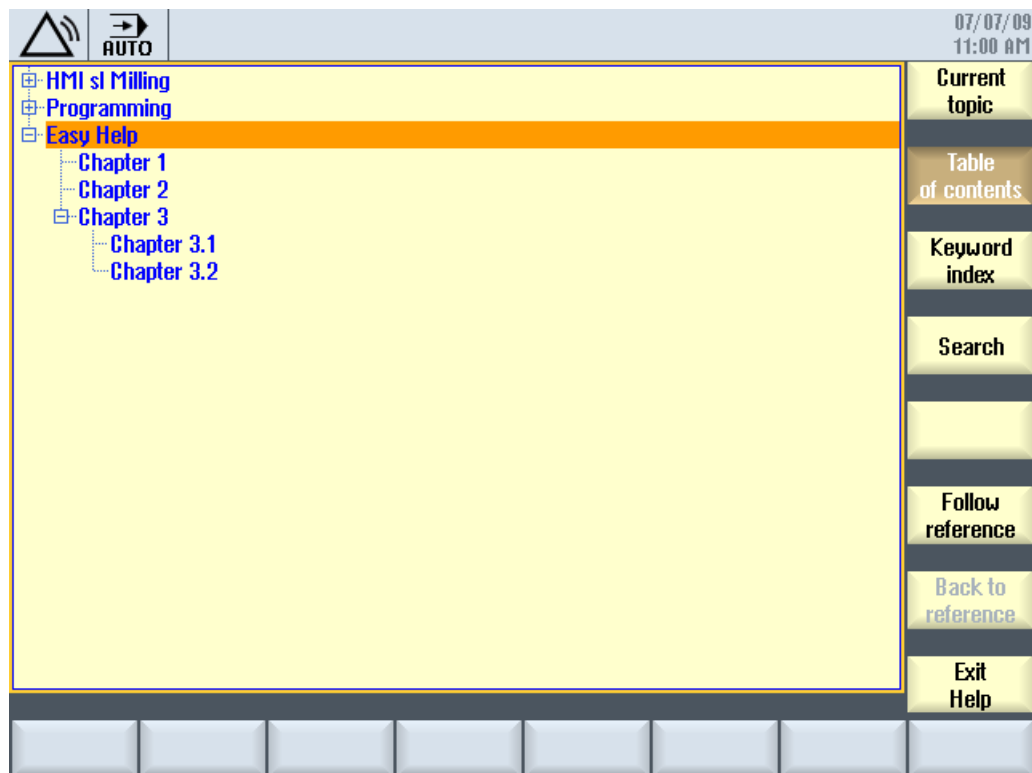 AUTO
07/07/09
11:00 AM
HMI sl Milling
Programming
Easy Help
Chapter 1
Chapter 2
Chapter 3
Chapter 3.1
Chapter 3.2
Current
topic
Table
of contents
Keyword
index
Search
Follow
reference
Back to
reference
Exit
Help